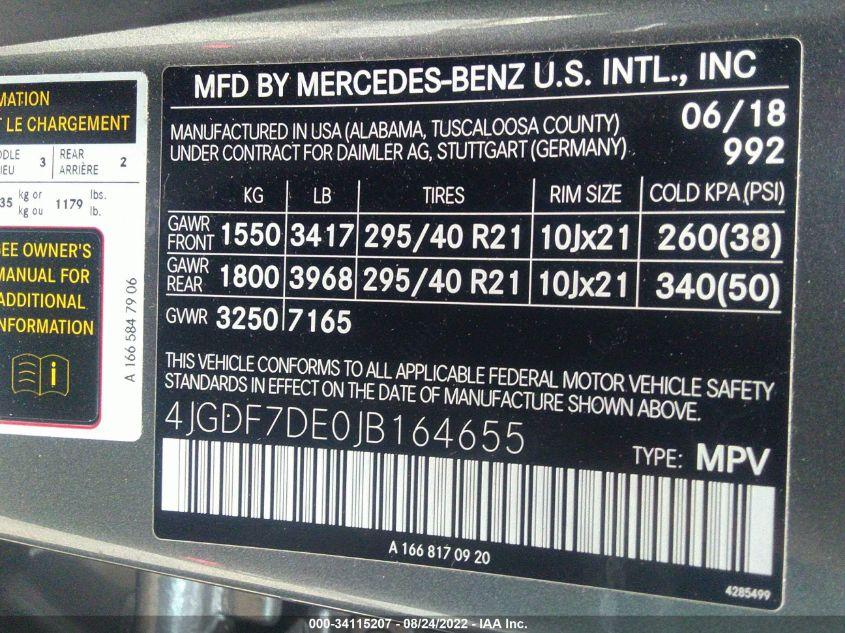 MATION
T LE CHARGEMENT
3 REAR ARRIÈRE 2
35 kg or kg ou 1179 lbs. lb.
OWNER'S
MANUAL FOR
ADDITIONAL
INFORMATION
A 166 584 79 06
MFD BY MERCEDES-BENZ U.S. INTL., INC
MANUFACTURED IN USA (ALABAMA, TUSCALOOSA COUNTY) 06/18
UNDER CONTRACT FOR DAIMLER AG, STUTTGART (GERMANY) 992
KG LB TIRES RIM SIZE COLD KPA (PSI)
GAWR FRONT 1550 3417 295/40 R21 10Jx21 260(38)
GAWR REAR 1800 3968 295/40 R21 10Jx21 340(50)
GVWR 3250 7165
THIS VEHICLE CONFORMS TO ALL APPLICABLE FEDERAL MOTOR VEHICLE SAFETY
STANDARDS IN EFFECT ON THE DATE OF MANUFACTURE SHOWN ABOVE.
4JGDF7DE0JB164655
TYPE: MPV
A 166 817 09 20
4285499
000-34115207 - 08/24/2022 - IAA Inc.